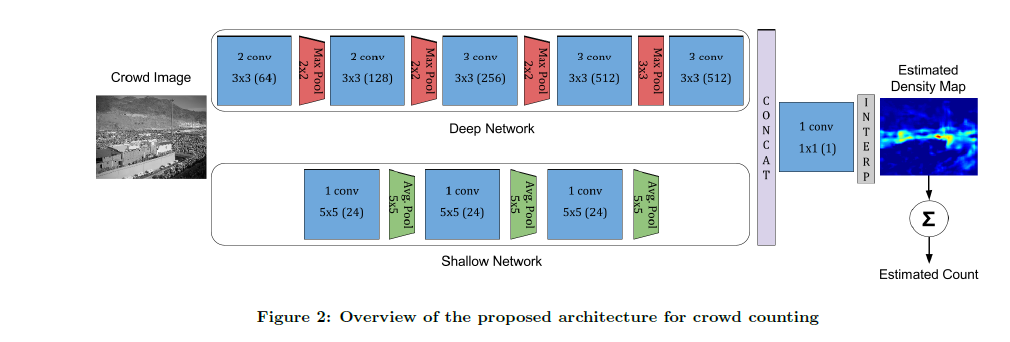 Crowd Image
2 conv
3x3 (64)
Max Pool
2x2
2 conv
3x3 (128)
Max Pool
2x2
3 conv
3x3 (256)
Max Pool
2x2
3 conv
3x3 (512)
Max Pool
3x3
3 conv
3x3 (512)
Deep Network
1 conv
5x5 (24)
Avg. Pool
5x5
1 conv
5x5 (24)
Avg. Pool
5x5
1 conv
5x5 (24)
Avg. Pool
5x5
Shallow Network
CONCAT
1 conv
1x1 (1)
INTERP
Estimated
Density Map
Σ
Estimated Count
Figure 2: Overview of the proposed architecture for crowd counting